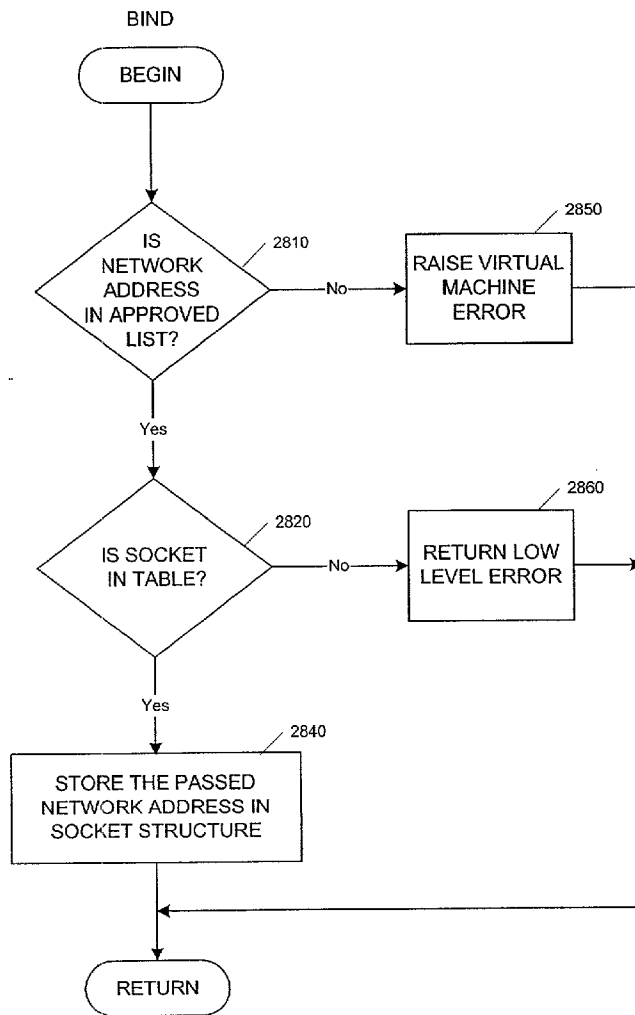 BIND
BEGIN
IS
NETWORK
ADDRESS
IN APPROVED
LIST?
2810
No
2850
RAISE VIRTUAL
MACHINE
ERROR
Yes
IS SOCKET
IN TABLE?
2820
No
2860
RETURN LOW
LEVEL ERROR
Yes
2840
STORE THE PASSED
NETWORK ADDRESS IN
SOCKET STRUCTURE
RETURN